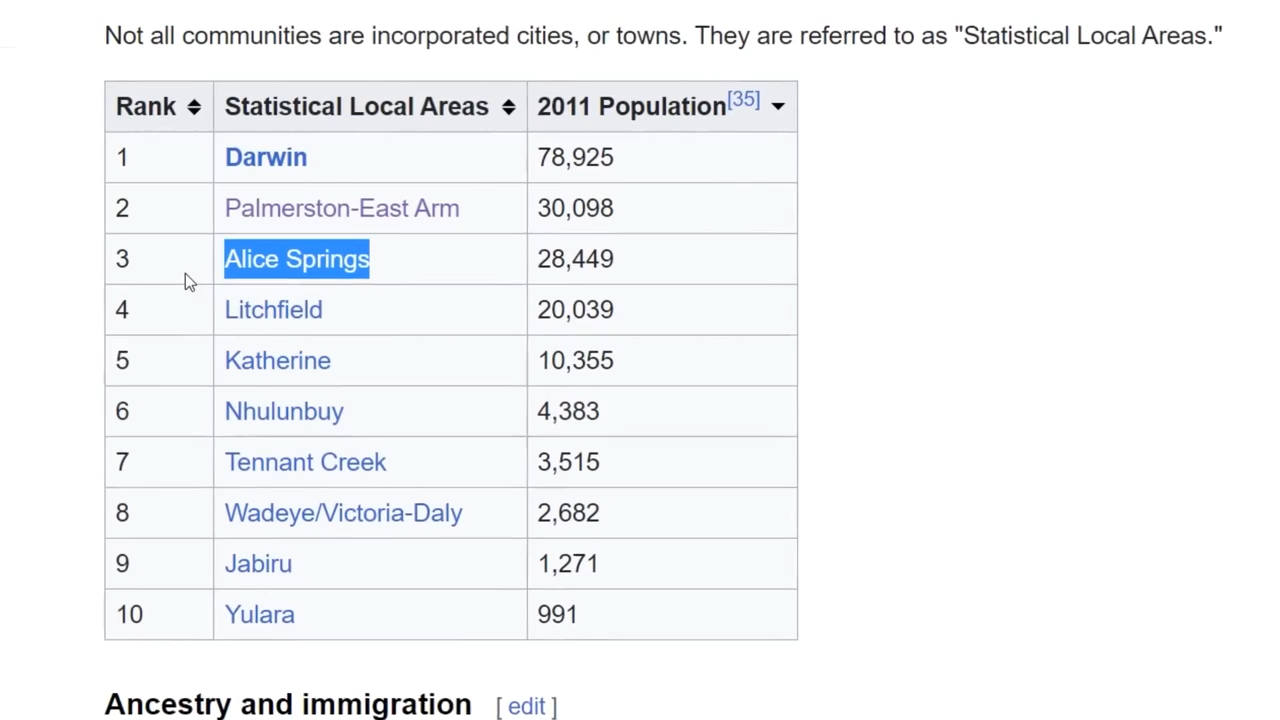 Not all communities are incorporated cities, or towns. They are referred to as "Statistical Local Areas."
Rank Statistical Local Areas 2011 Population[35]
1 Darwin 78,925
2 Palmerston-East Arm 30,098
3 Alice Springs 28,449
4 Litchfield 20,039
5 Katherine 10,355
6 Nhulunbuy 4,383
7 Tennant Creek 3,515
8 Wadeye/Victoria-Daly 2,682
9 Jabiru 1,271
10 Yulara 991
Ancestry and immigration [ edit ]